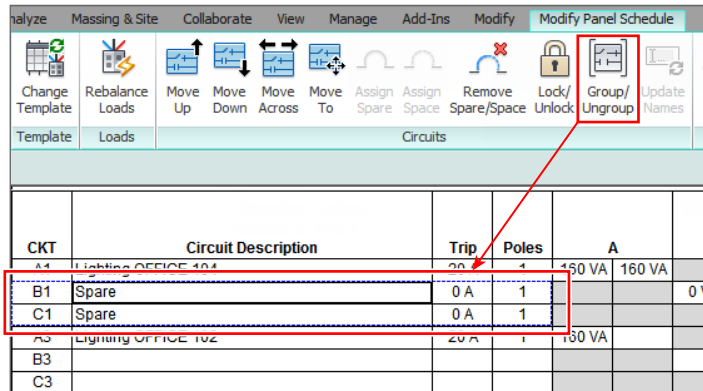 nalyze Massing & Site Collaborate View Manage Add-Ins Modify Modify Panel Schedule
Change Template
Rebalance Loads
Move Up
Move Down
Move Across
Move To
Assign Spare
Assign Space
Remove Spare/Space
Lock/ Unlock
Group/ Ungroup
Update Names
Template Loads Circuits
CKT Circuit Description Trip Poles A
A1 Lighting OFFICE 104 20 A 1 160 VA 160 VA
B1 Spare 0 A 1 0 V
C1 Spare 0 A 1
A3 Lighting OFFICE 102 20 A 1 160 VA
B3
C3